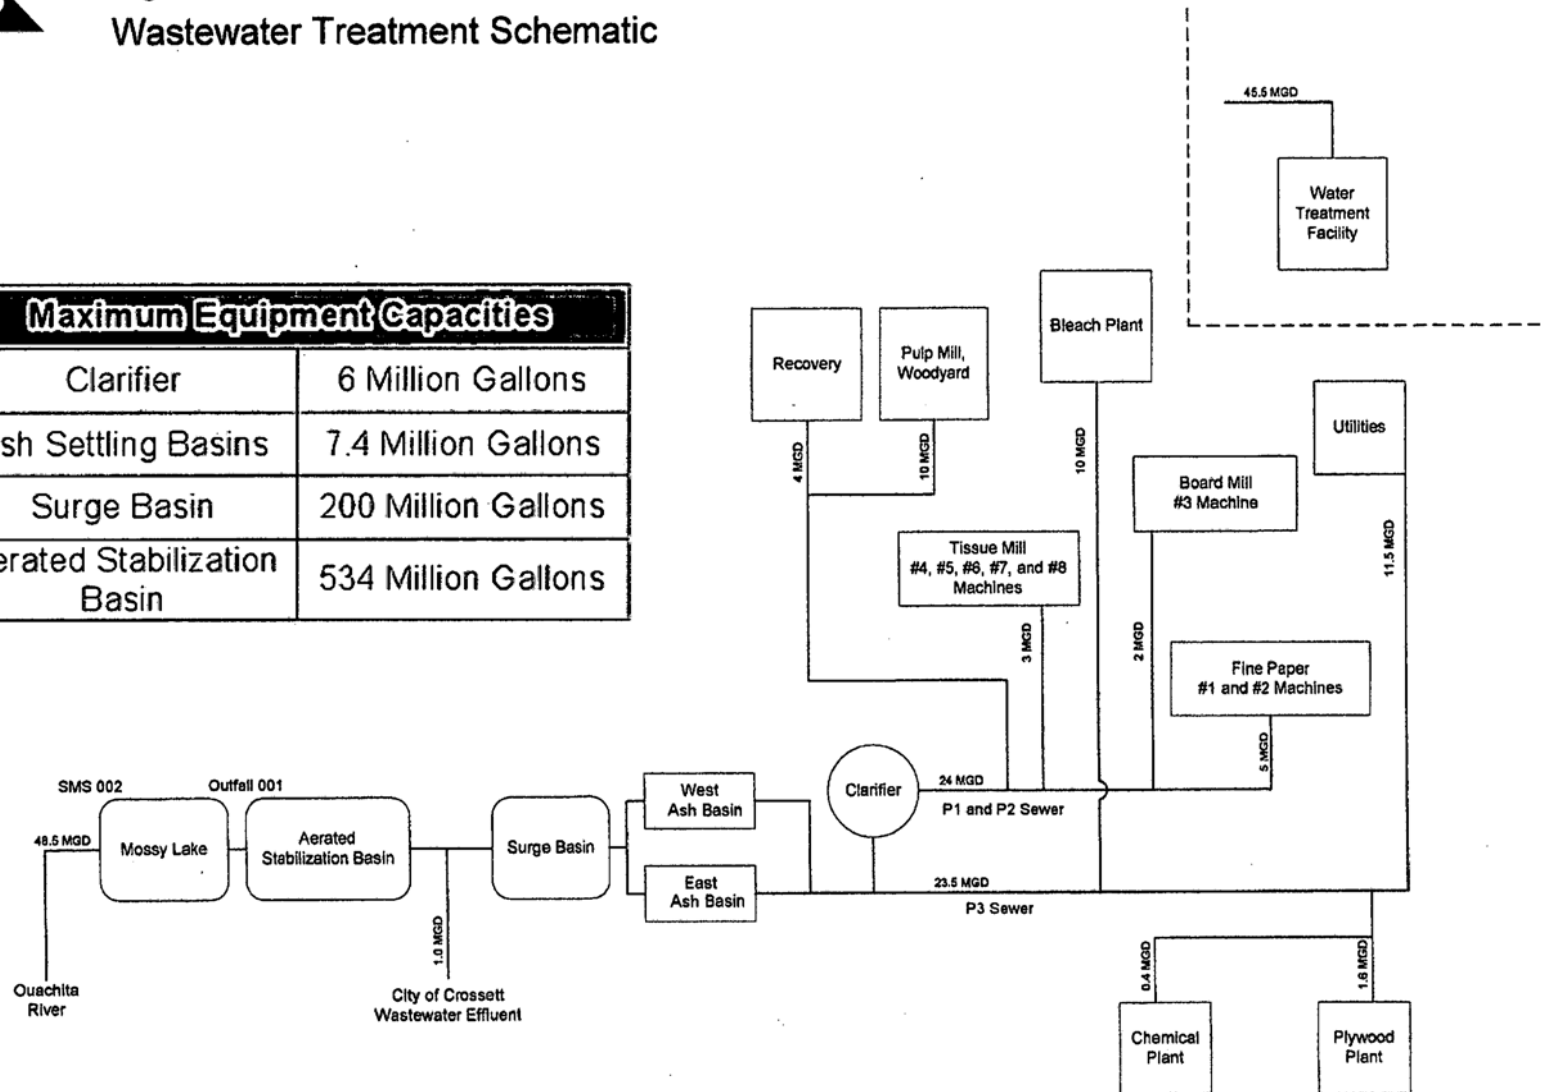 Wastewater Treatment Schematic
45.5 MGD
Water
Treatment
Facility
Maximum Equipment Capacities
Clarifier
6 Million Gallons
sh Settling Basins
7.4 Million Gallons
Surge Basin
200 Million Gallons
erated Stabilization
Basin
534 Million Gallons
Recovery
Pulp Mill,
Woodyard
Bleach Plant
Utilities
4 MGD
10 MGD
10 MGD
Board Mill
#3 Machine
11.5 MGD
Tissue Mill
#4, #5, #6, #7, and #8
Machines
3 MGD
2 MGD
Fine Paper
#1 and #2 Machines
5 MGD
SMS 002
Outfall 001
48.5 MGD
Mossy Lake
Aerated
Stabilization Basin
Surge Basin
West
Ash Basin
East
Ash Basin
Clarifier
24 MGD
P1 and P2 Sewer
23.5 MGD
P3 Sewer
1.0 MGD
0.4 MGD
1.6 MGD
Ouachita
River
City of Crossett
Wastewater Effluent
Chemical
Plant
Plywood
Plant